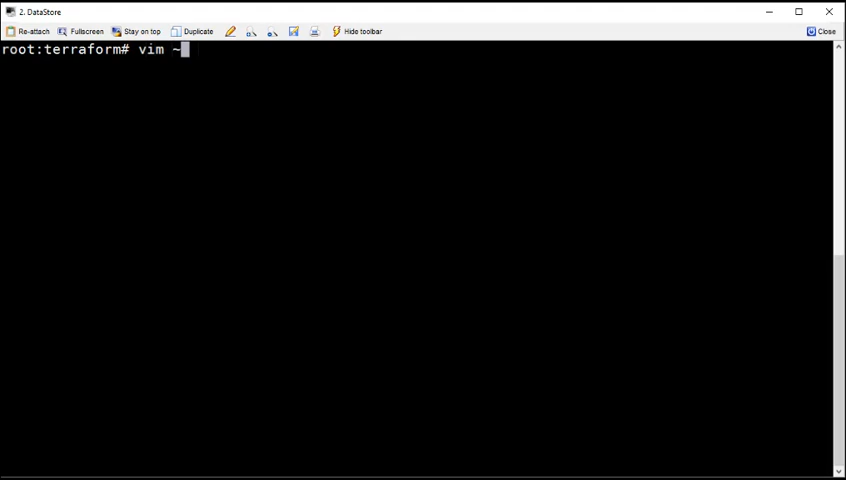 2. DataStore
Re-attach Fullscreen Stay on top Duplicate Hide toolbar Close
root:terraform# vim ~